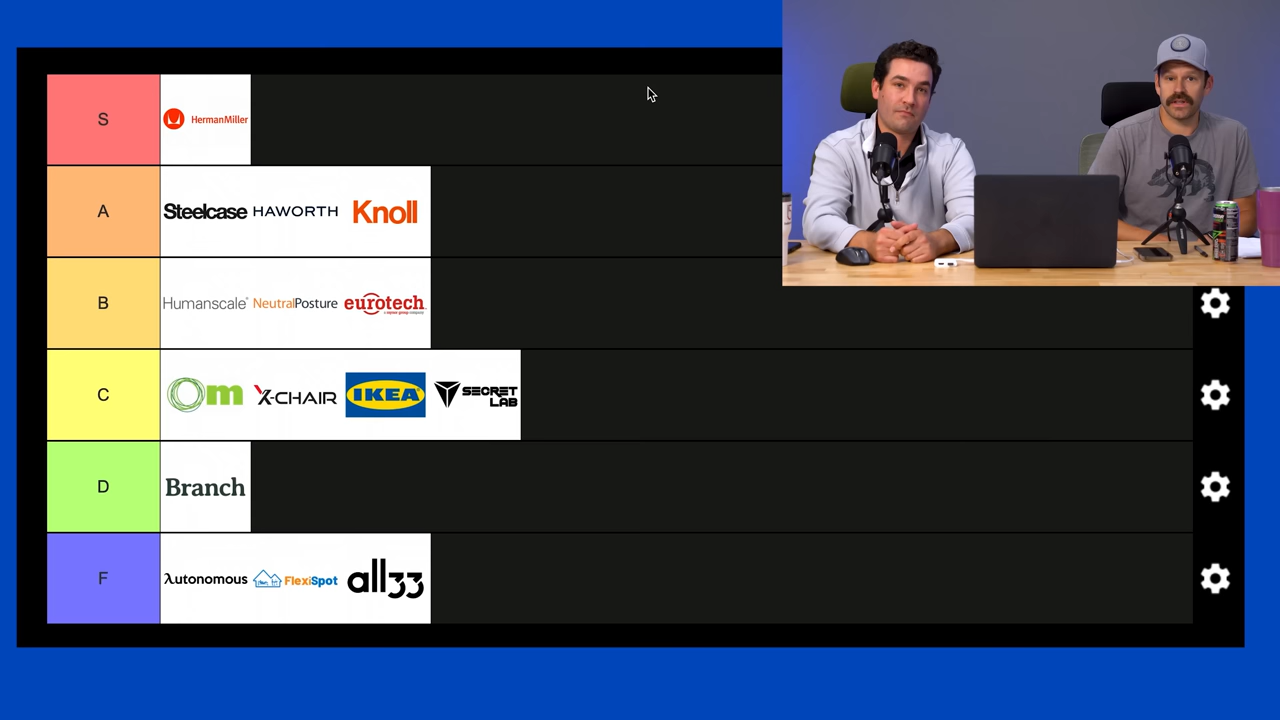 S
HermanMiller
A
Steelcase HAWORTH Knoll
B
Humanscale NeutralPosture eurotech
C
Om X-CHAIR IKEA SECRET LAB
D
Branch
F
Autonomous FlexiSpot all33